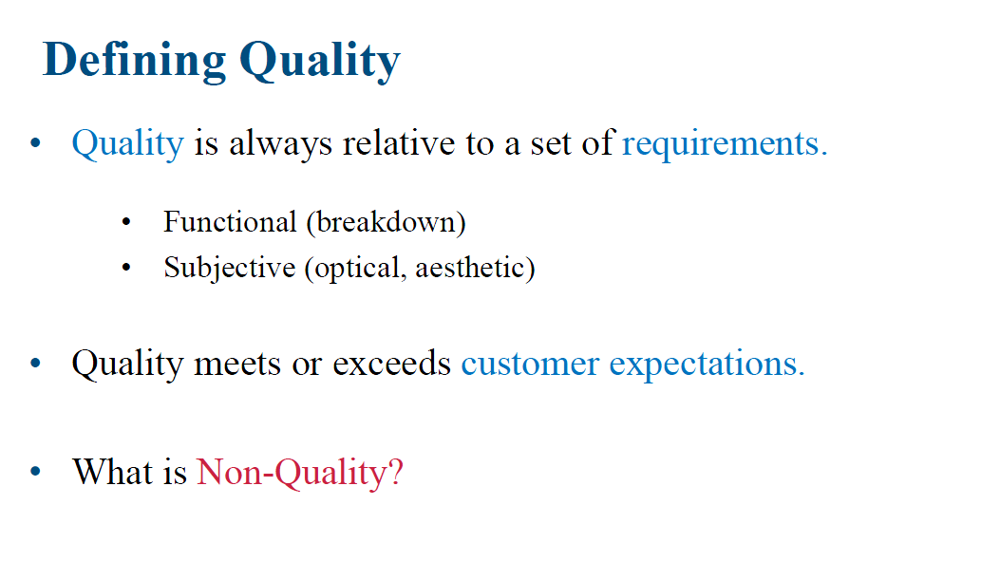 Defining Quality
• Quality is always relative to a set of requirements.
• Functional (breakdown)
• Subjective (optical, aesthetic)
• Quality meets or exceeds customer expectations.
• What is Non-Quality?